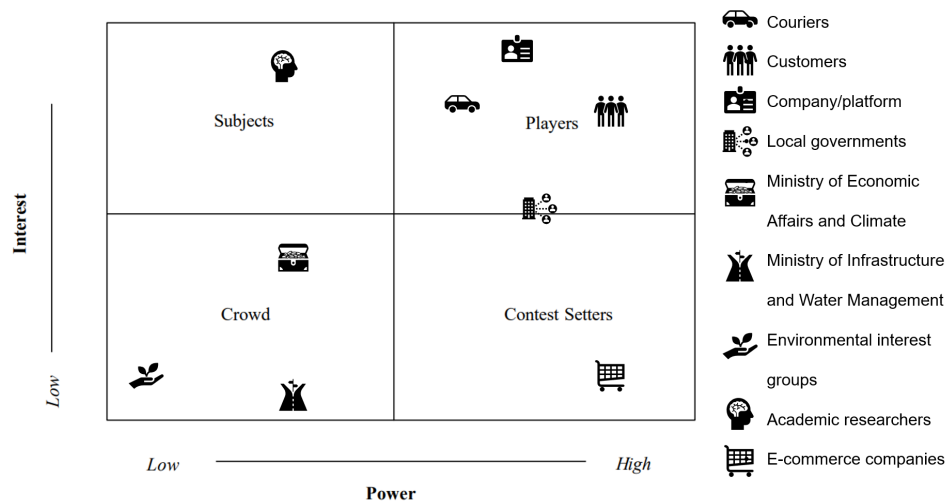 Subjects
Players
Crowd
Contest Setters
Interest
Low
Low
High
Power
Couriers
Customers
Company/platform
Local governments
Ministry of Economic
Affairs and Climate
Ministry of Infrastructure
and Water Management
Environmental interest
groups
Academic researchers
E-commerce companies